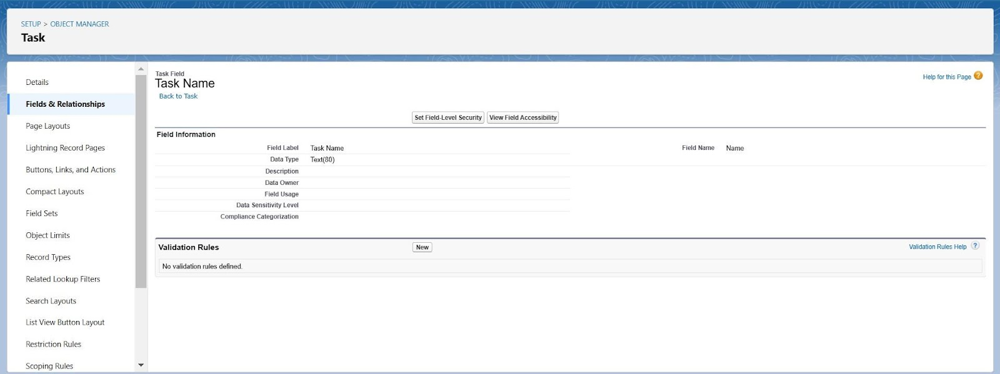 SETUP > OBJECT MANAGER
Task
Details
Fields & Relationships
Page Layouts
Lightning Record Pages
Buttons, Links, and Actions
Compact Layouts
Field Sets
Object Limits
Record Types
Related Lookup Filters
Search Layouts
List View Button Layout
Restriction Rules
Scoping Rules
Task Field
Task Name
Back to Task
Help for this Page ?
Set Field-Level Security View Field Accessibility
Field Information
Field Label Task Name Field Name Name
Data Type Text(80)
Description
Data Owner
Field Usage
Data Sensitivity Level
Compliance Categorization
Validation Rules New Validation Rules Help ?
No validation rules defined.